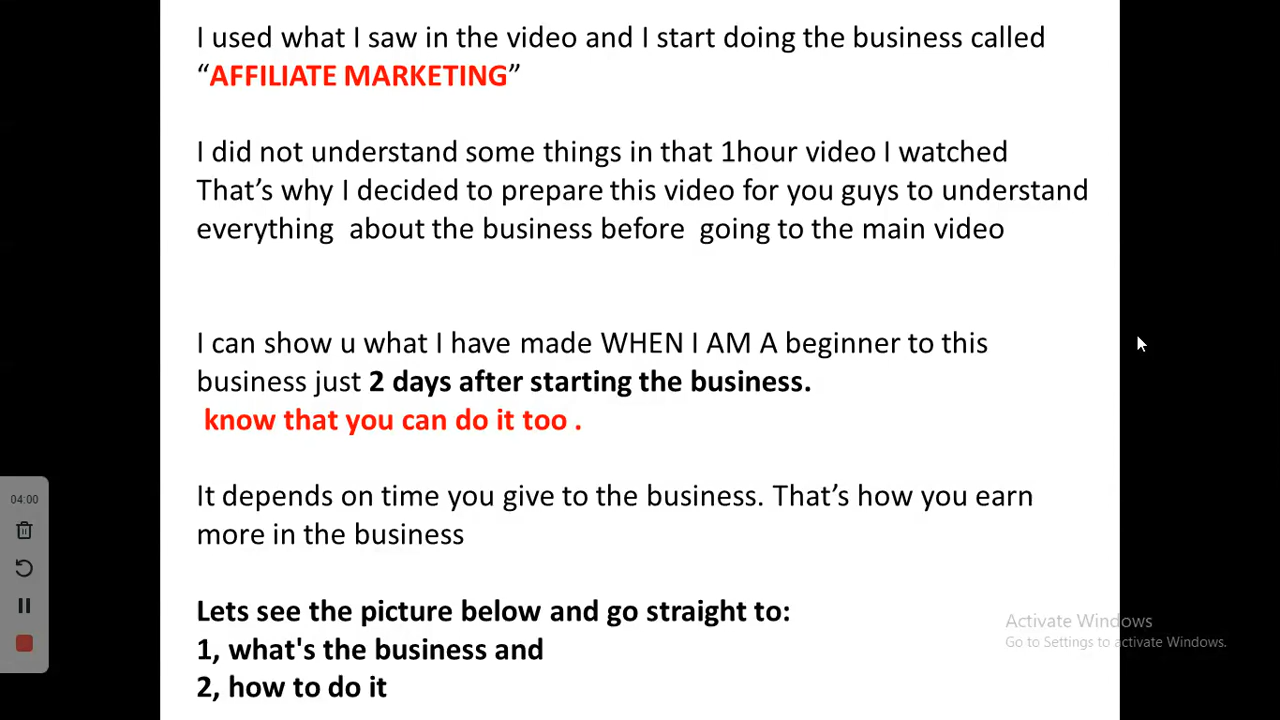 I used what I saw in the video and I start doing the business called
“AFFILIATE MARKETING”
I did not understand some things in that 1hour video I watched
That’s why I decided to prepare this video for you guys to understand
everything  about the business before  going to the main video
I can show u what I have made WHEN I AM A beginner to this
business just 2 days after starting the business.
know that you can do it too .
It depends on time you give to the business. That’s how you earn
more in the business
Lets see the picture below and go straight to:
1, what's the business and
2, how to do it
04:00
Activate Windows
Go to Settings to activate Windows.